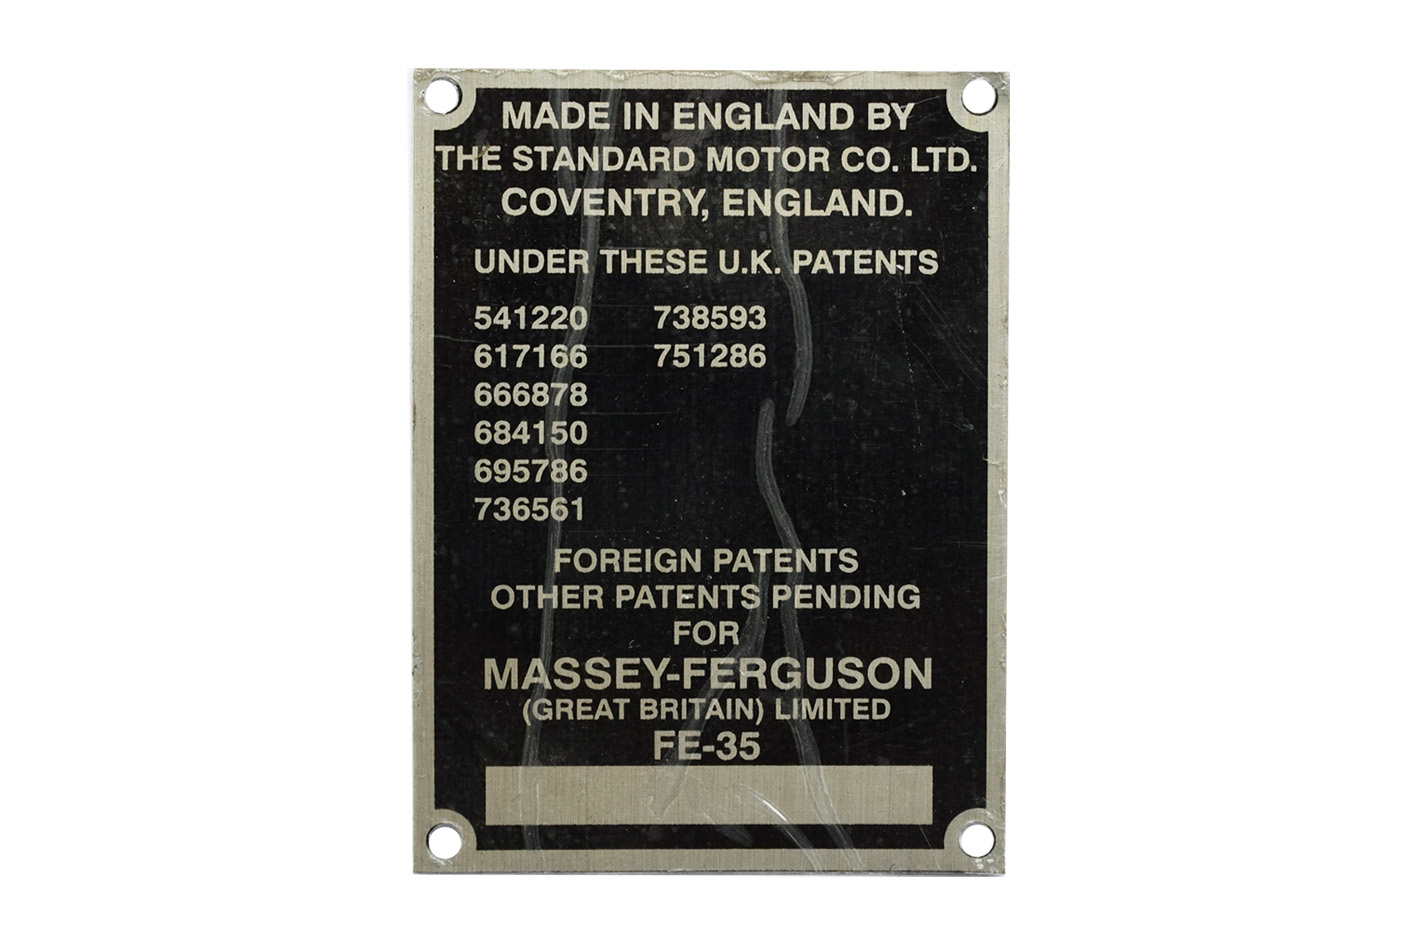 MADE IN ENGLAND BY
THE STANDARD MOTOR CO. LTD.
COVENTRY, ENGLAND.
UNDER THESE U.K. PATENTS
541220 738593
617166 751286
666878
684150
695786
736561
FOREIGN PATENTS
OTHER PATENTS PENDING
FOR
MASSEY-FERGUSON
(GREAT BRITAIN) LIMITED
FE-35